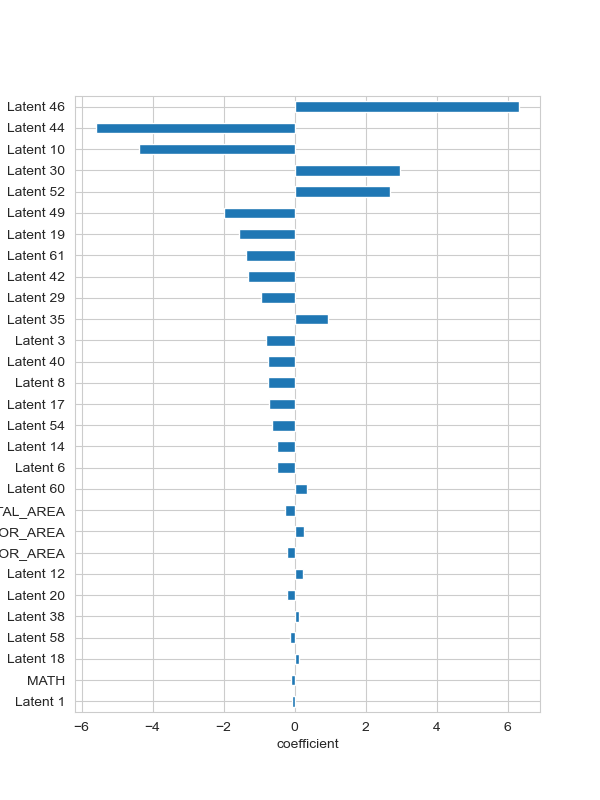 Latent 46
Latent 44
Latent 10
Latent 30
Latent 52
Latent 49
Latent 19
Latent 61
Latent 42
Latent 29
Latent 35
Latent 3
Latent 40
Latent 8
Latent 17
Latent 54
Latent 14
Latent 6
Latent 60
TAL_AREA
OR_AREA
OR_AREA
Latent 12
Latent 20
Latent 38
Latent 58
Latent 18
MATH
Latent 1
−6 −4 −2 0 2 4 6
coefficient